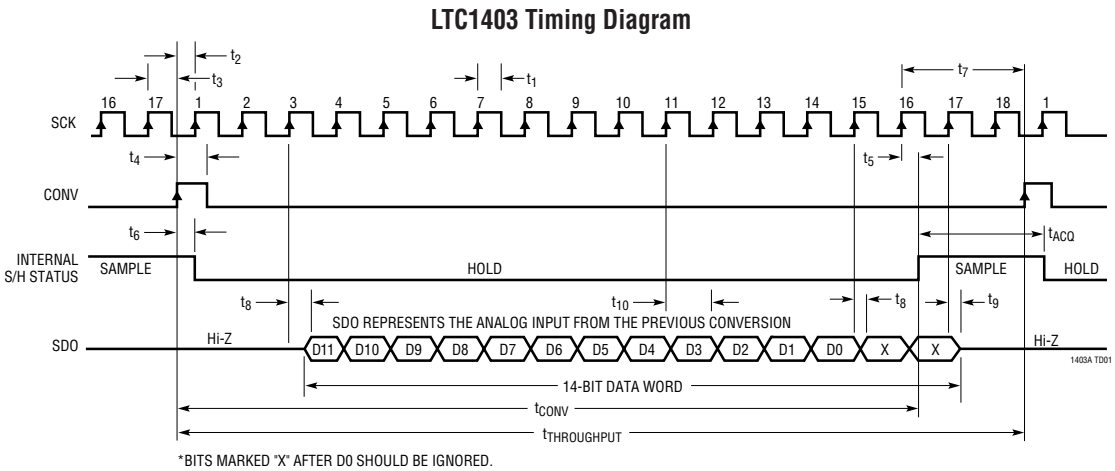 LTC1403 Timing Diagram
t2
t3
t1
t7
16 17 1 2 3 4 5 6 7 8 9 10 11 12 13 14 15 16 17 18 1
SCK
t4
t5
CONV
t6
tACQ
INTERNAL
S/H STATUS
SAMPLE HOLD SAMPLE HOLD
t8 t10 t8 t9
SDO REPRESENTS THE ANALOG INPUT FROM THE PREVIOUS CONVERSION
SDO Hi-Z D11 D10 D9 D8 D7 D6 D5 D4 D3 D2 D1 D0 X X Hi-Z
1403A TD01
14-BIT DATA WORD
tCONV
tTHROUGHPUT
*BITS MARKED "X" AFTER D0 SHOULD BE IGNORED.